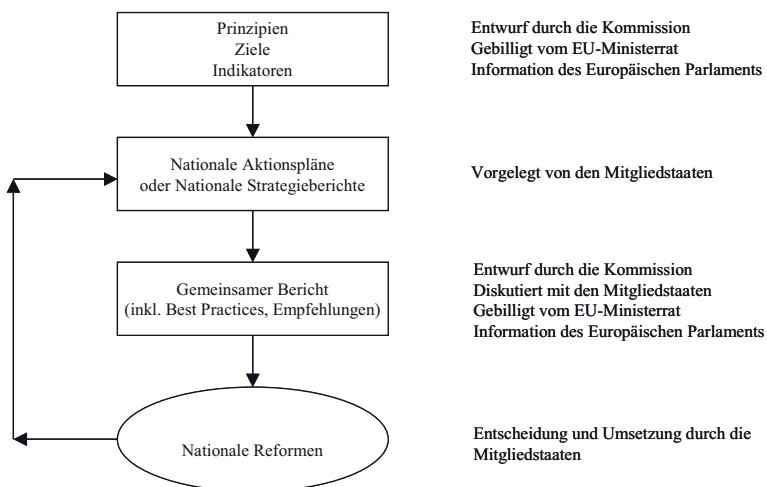 Prinzipien
Ziele
Indikatoren
Entwurf durch die Kommission
Gebilligt vom EU-Ministerrat
Information des Europäischen Parlaments
Nationale Aktionspläne
oder Nationale Strategieberichte
Vorgelegt von den Mitgliedstaaten
Gemeinsamer Bericht
(inkl. Best Practices, Empfehlungen)
Entwurf durch die Kommission
Diskutiert mit den Mitgliedstaaten
Gebilligt vom EU-Ministerrat
Information des Europäischen Parlaments
Nationale Reformen
Entscheidung und Umsetzung durch die
Mitgliedstaaten